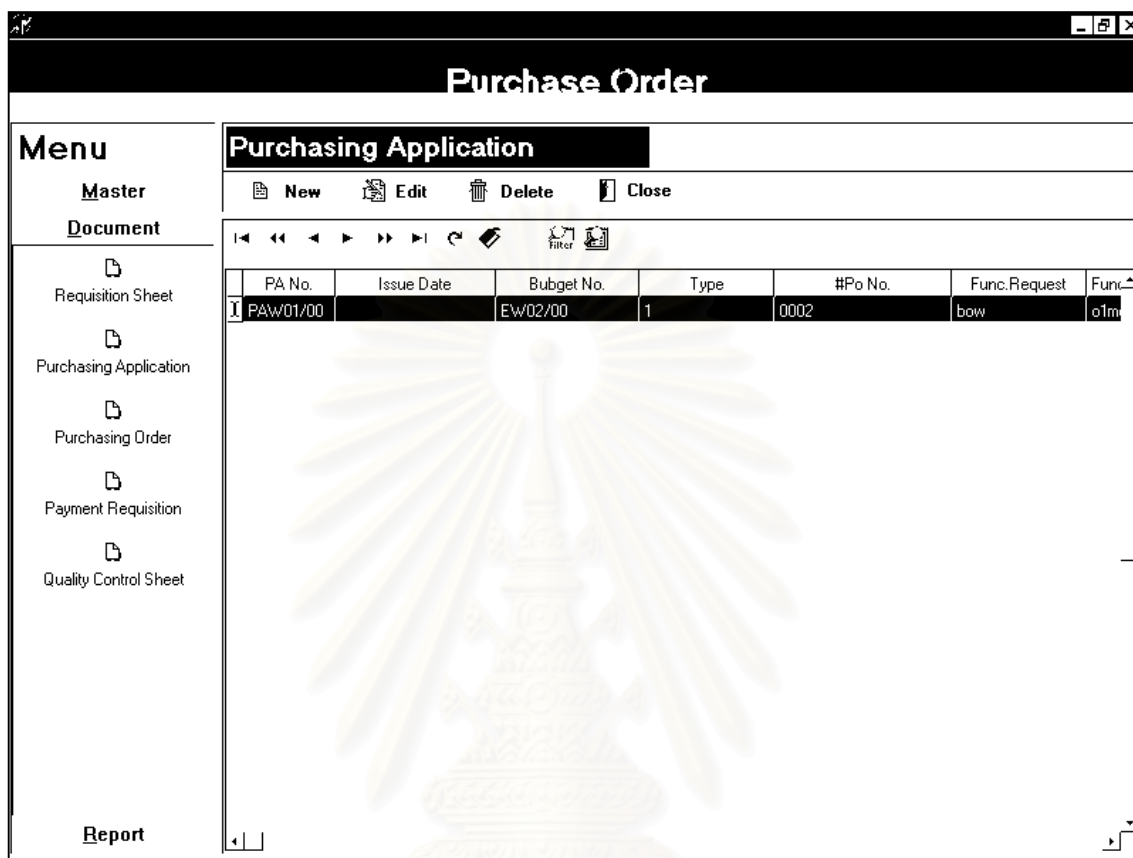 Purchase Order
Menu
Master
Document
Requisition Sheet
Purchasing Application
Purchasing Order
Payment Requisition
Quality Control Sheet
Report
Purchasing Application
New Edit Delete Close
Filter
PA No. Issue Date Bubget No. Type #Po No. Func.Request Func
PAW01/00 EW02/00 1 0002 bow o1m